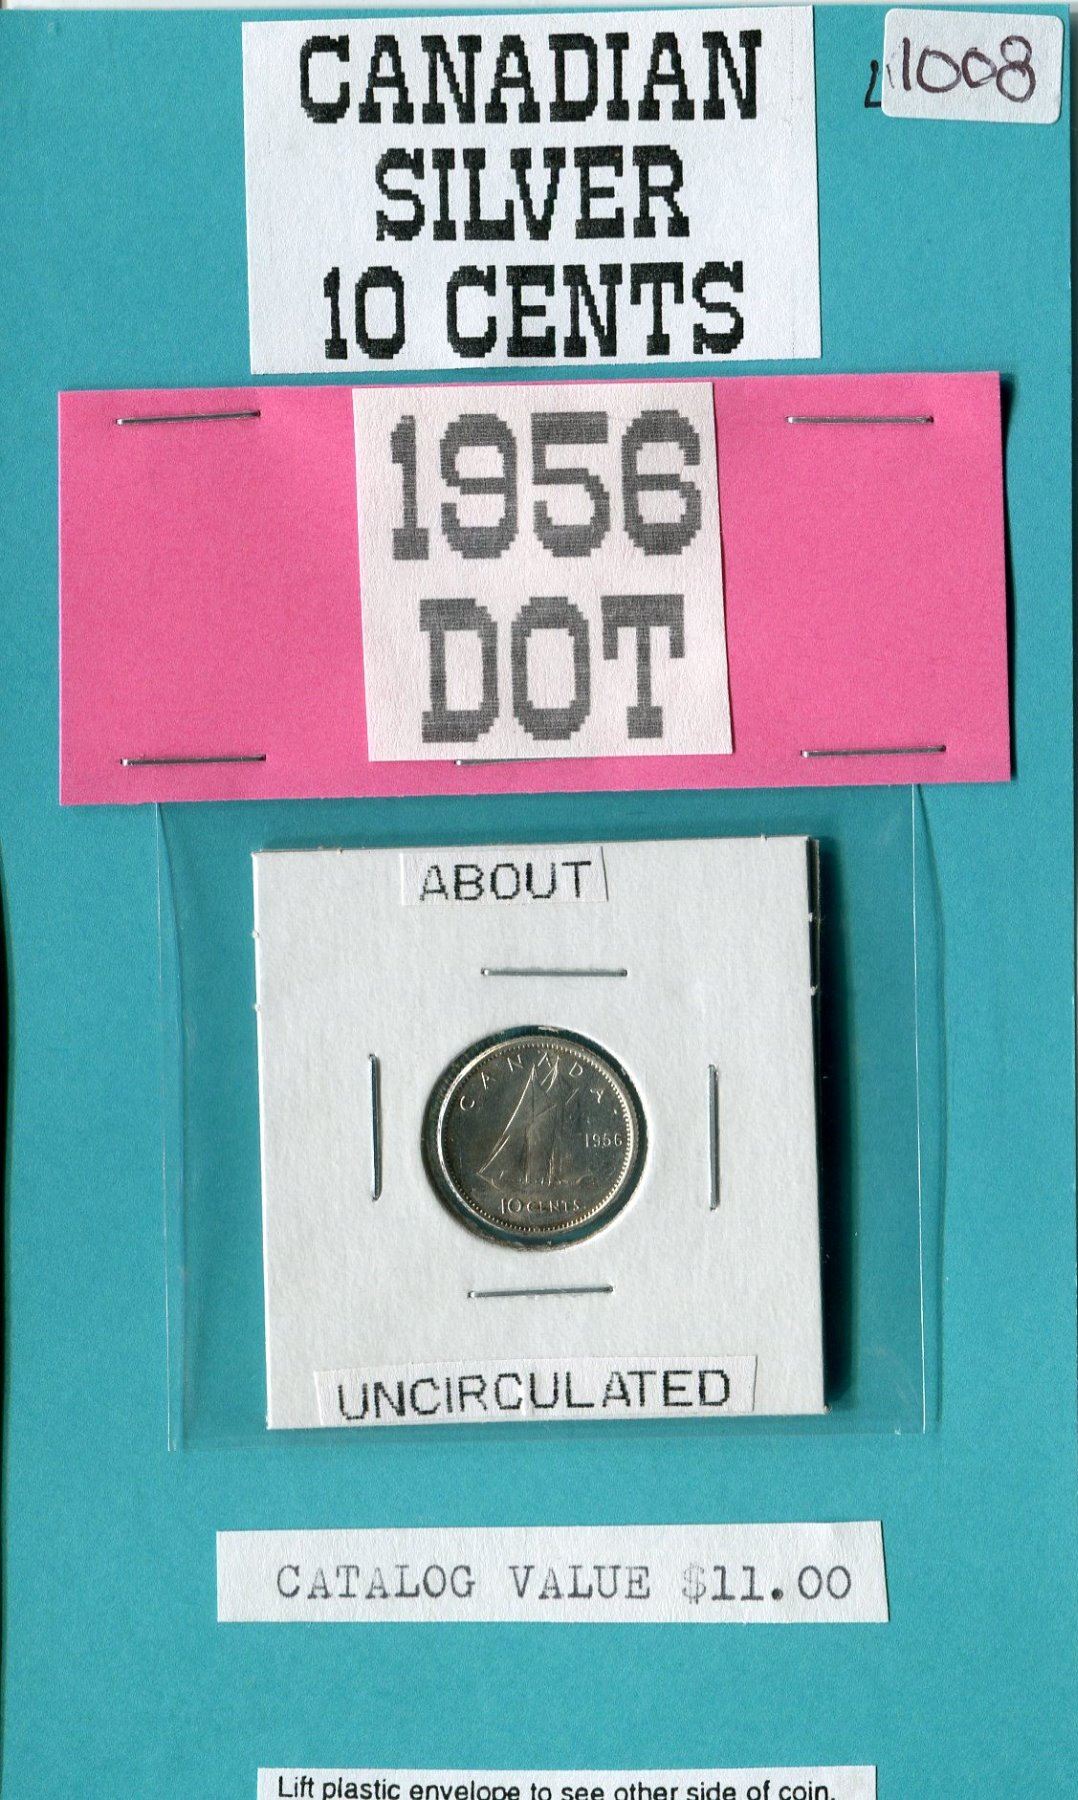 1008
CANADIAN
SILVER
10 CENTS
1956
DOT
ABOUT
CANADA
1956
10 CENTS
UNCIRCULATED
CATALOG VALUE $11.00
Lift plastic envelope to see other side of coin.